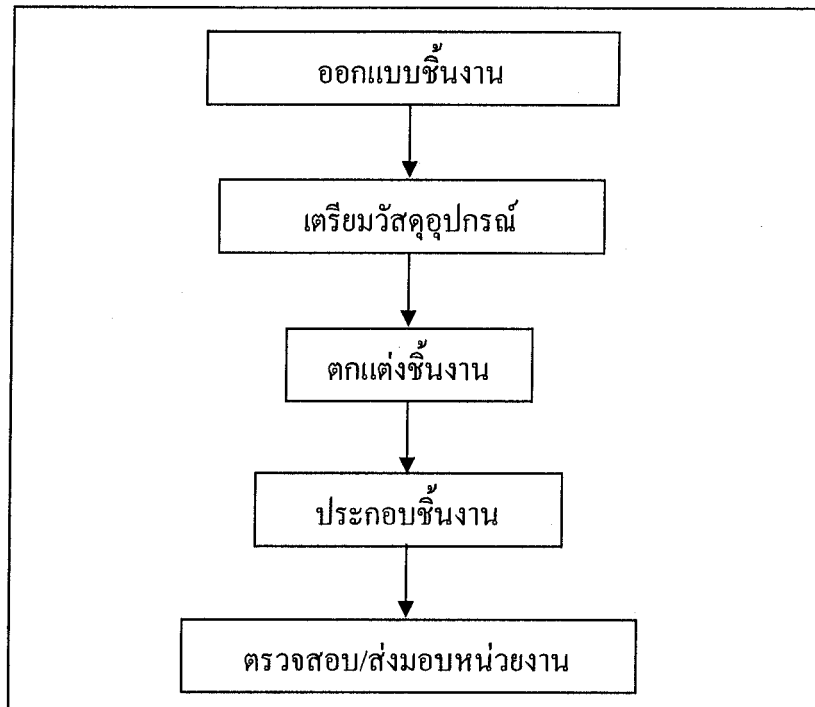 ออกแบบชิ้นงาน
เตรียมวัสดุอุปกรณ์
ตกแต่งชิ้นงาน
ประกอบชิ้นงาน
ตรวจสอบ/ส่งมอบหน่วยงาน